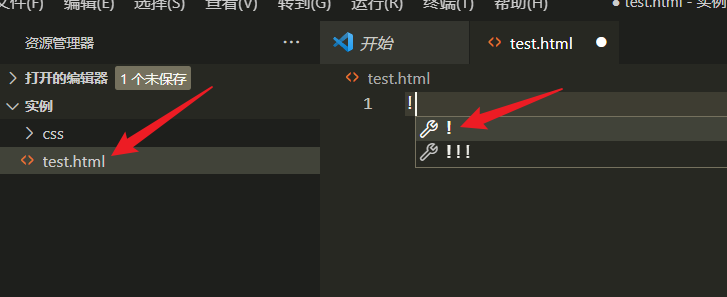 文件(F) 编辑(E) 选择(S) 查看(V) 转到(G) 运行(R) 终端(T) 帮助(H) ● test.html - 实例
资源管理器 ···
开始
test.html ●
打开的编辑器 1 个未保存
实例
css
test.html
test.html
1 !
!
!!!